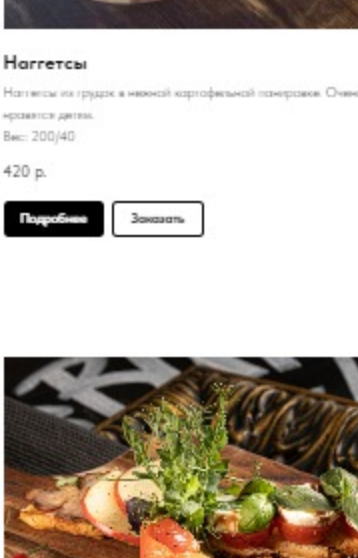 Наггетсы
Наггетсы из грудок в нежной картофельной панировке. Очень
нравятся детям.
Вес: 200/40
420 р.
Подробнее
Заказать